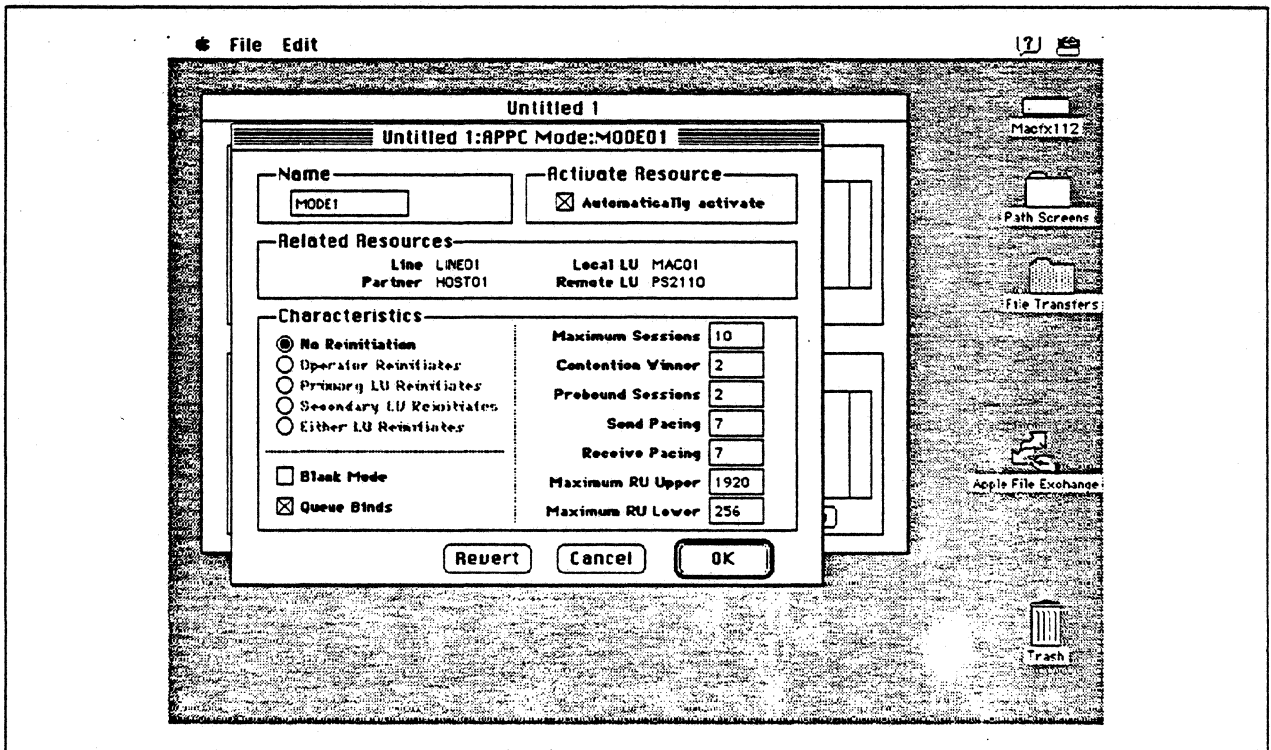 File Edit
Untitled 1
Untitled 1:APPC Mode:MODE01
Name
MODE1
Activate Resource
Automatically activate
Related Resources
Line LINE01
Local LU MAC01
Partner HOST01
Remote LU PS2110
Characteristics
No Reinitiation
Operator Reinitiates
Primary LU Reinitiates
Secondary LU Reinitiates
Either LU Reinitiates
Blank Mode
Queue Binds
Maximum Sessions 10
Contention Winner 2
Prebound Sessions 2
Send Pacing 7
Receive Pacing 7
Maximum RU Upper 1920
Maximum RU Lower 256
Revert Cancel OK
Macfx112
Path Screens
File Transfers
Apple File Exchange
Trash